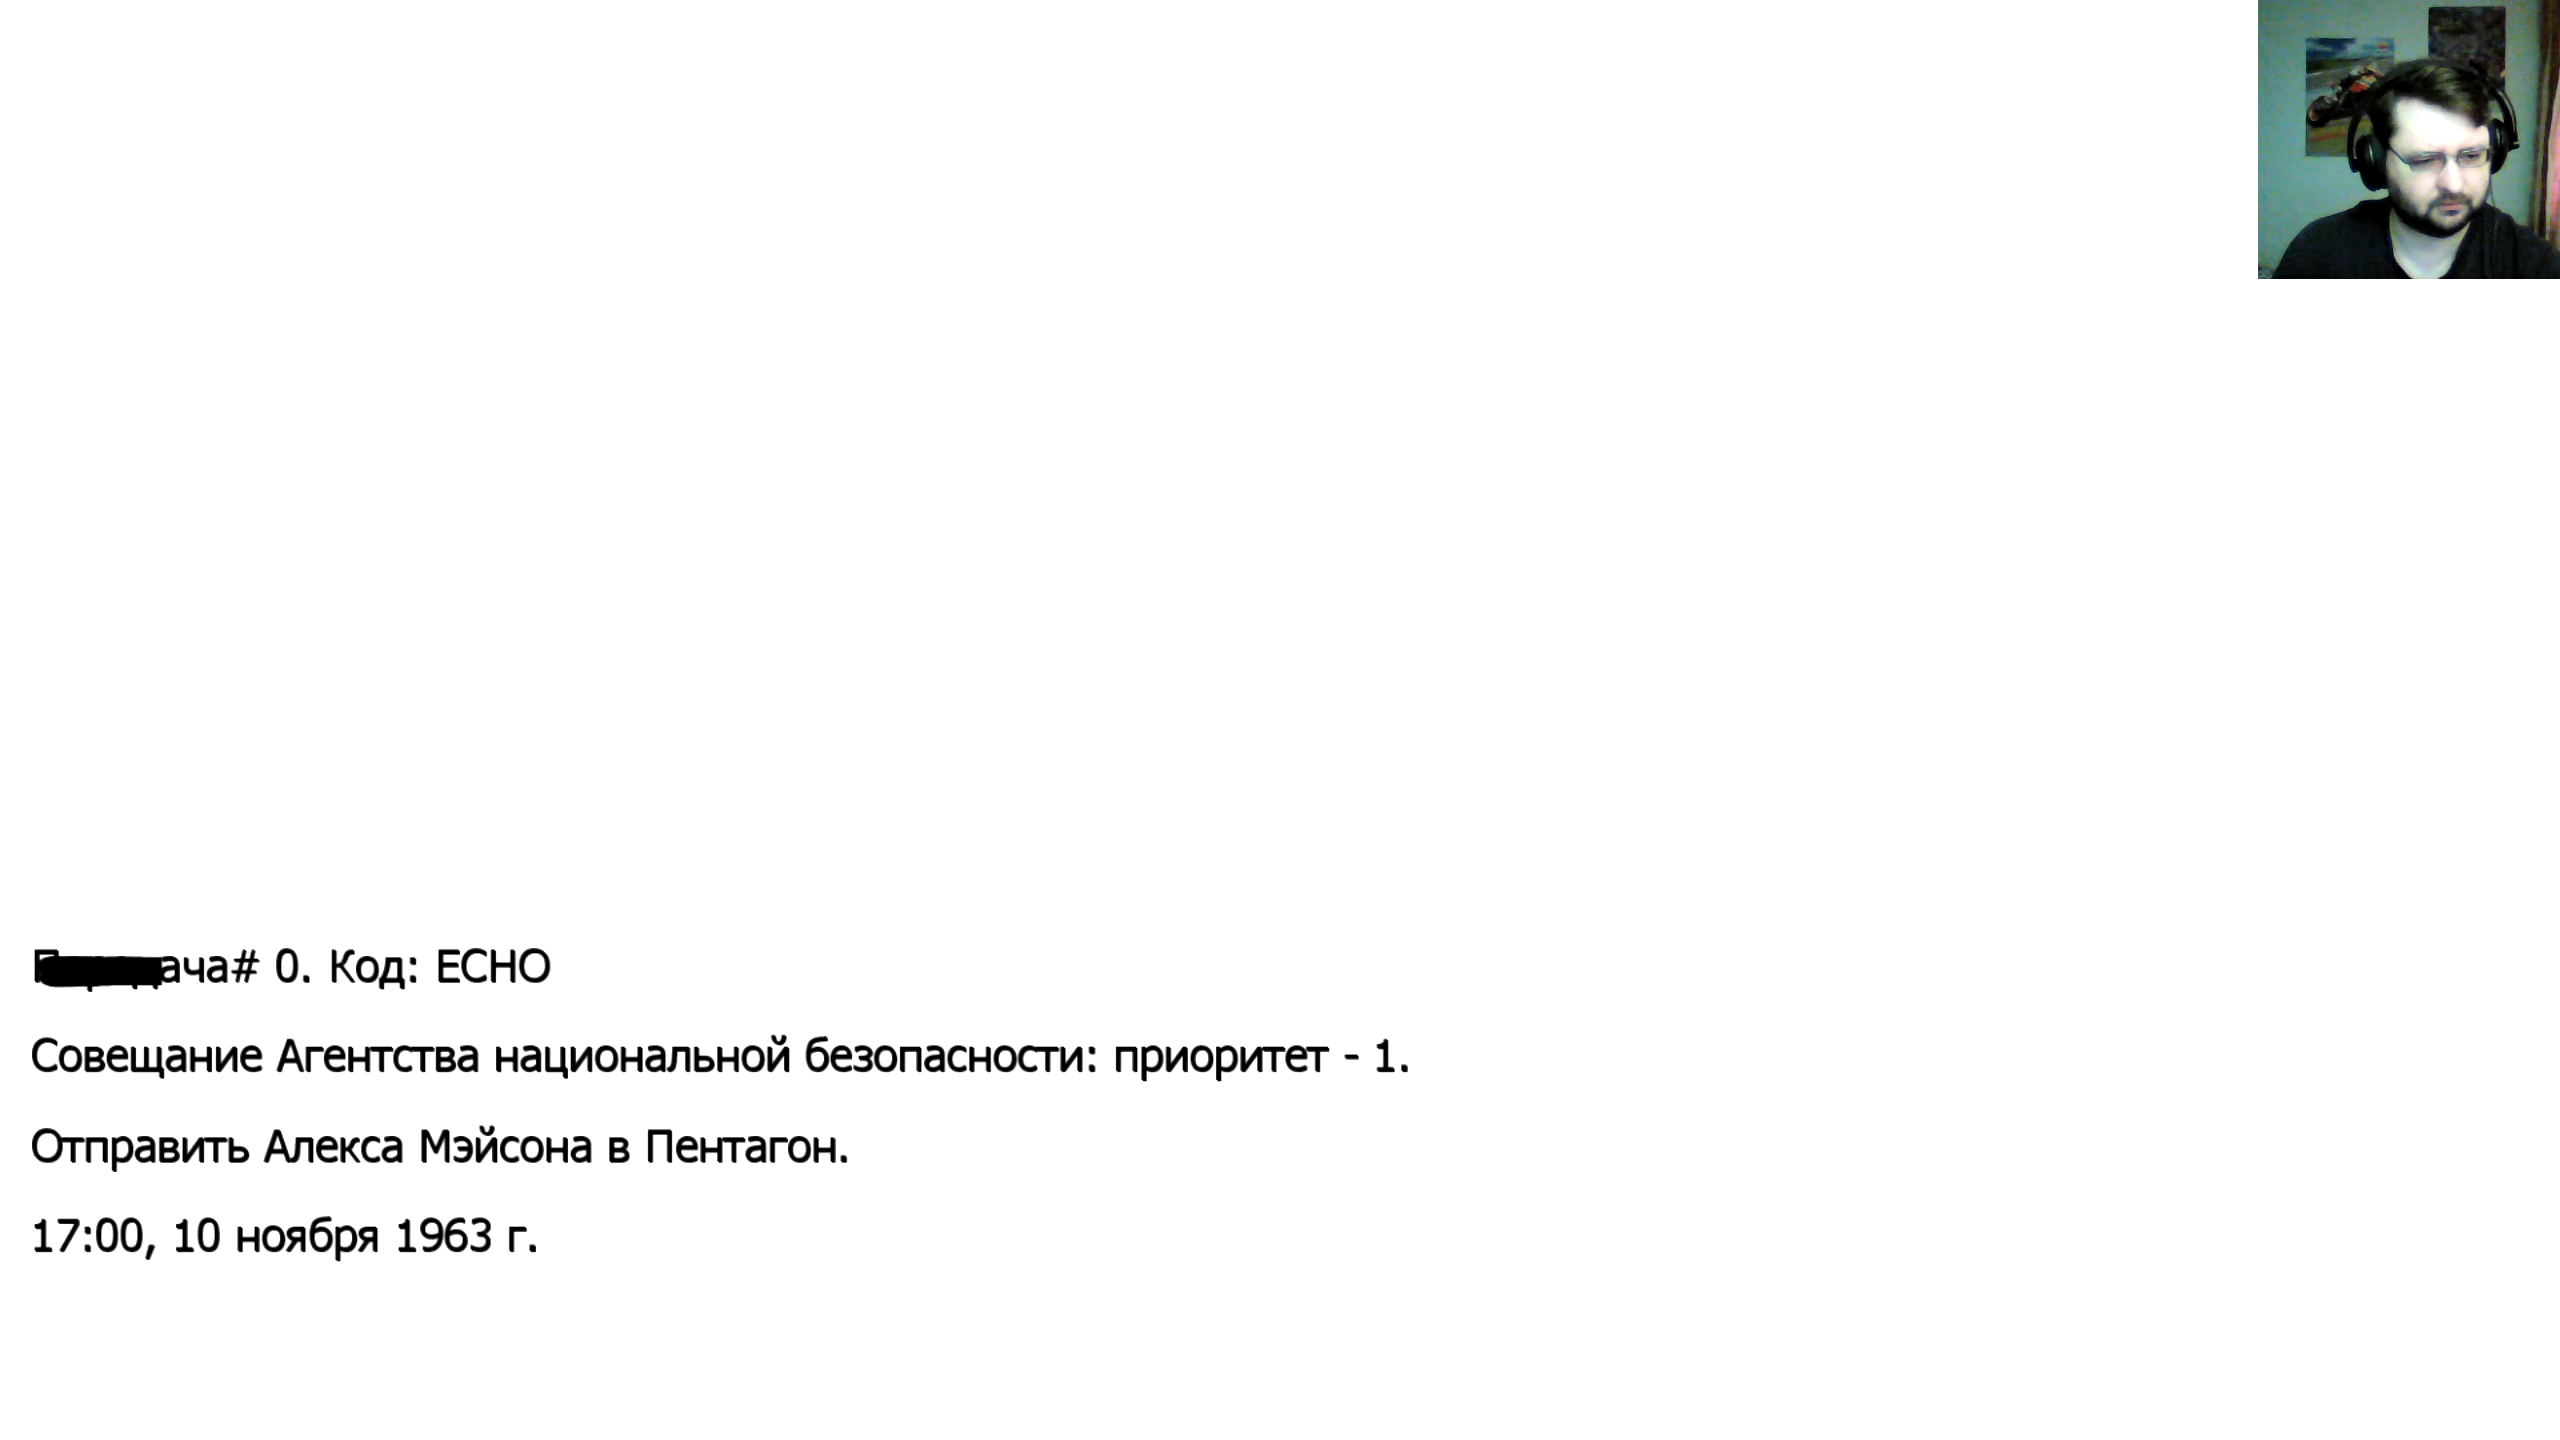 ача# 0. Код: ECHO
Совещание Агентства национальной безопасности: приоритет - 1.
Отправить Алекса Мэйсона в Пентагон.
17:00, 10 ноября 1963 г.